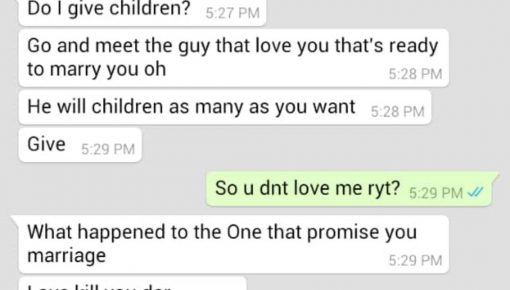 Do I give children? 5:27 PM
Go and meet the guy that love you that's ready
to marry you oh 5:28 PM
He will children as many as you want 5:28 PM
Give 5:29 PM
So u dnt love me ryt? 5:29 PM
What happened to the One that promise you
marriage 5:29 PM
kill you